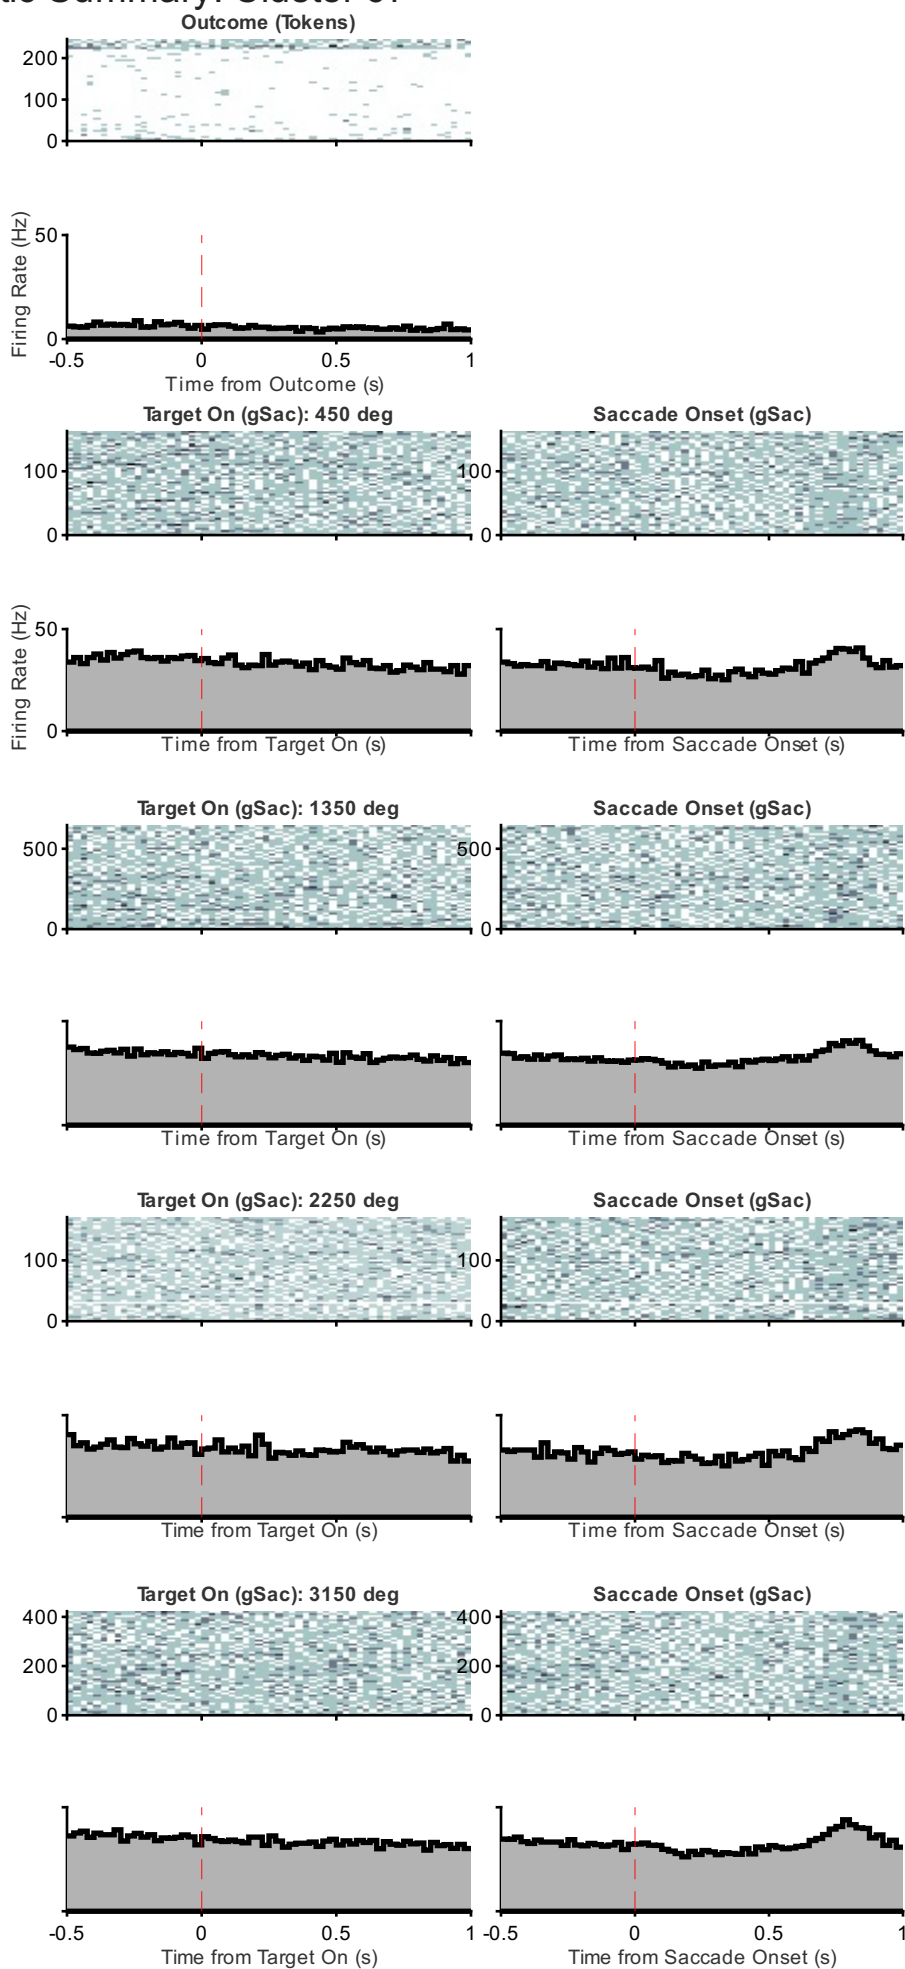 Summary: Cluster
Outcome (Tokens)
200
100
0
50
Firing Rate (Hz)
0
-0.5 0 0.5 1
Time from Outcome (s)
Target On (gSac): 450 deg Saccade Onset (gSac)
100 100
0 0
50
Firing Rate (Hz)
0
Time from Target On (s) Time from Saccade Onset (s)
Target On (gSac): 1350 deg Saccade Onset (gSac)
500 500
0 0
Time from Target On (s) Time from Saccade Onset (s)
Target On (gSac): 2250 deg Saccade Onset (gSac)
100 100
0 0
Time from Target On (s) Time from Saccade Onset (s)
Target On (gSac): 3150 deg Saccade Onset (gSac)
400 400
200 200
0 0
-0.5 0 0.5 1 -0.5 0 0.5 1
Time from Target On (s) Time from Saccade Onset (s)